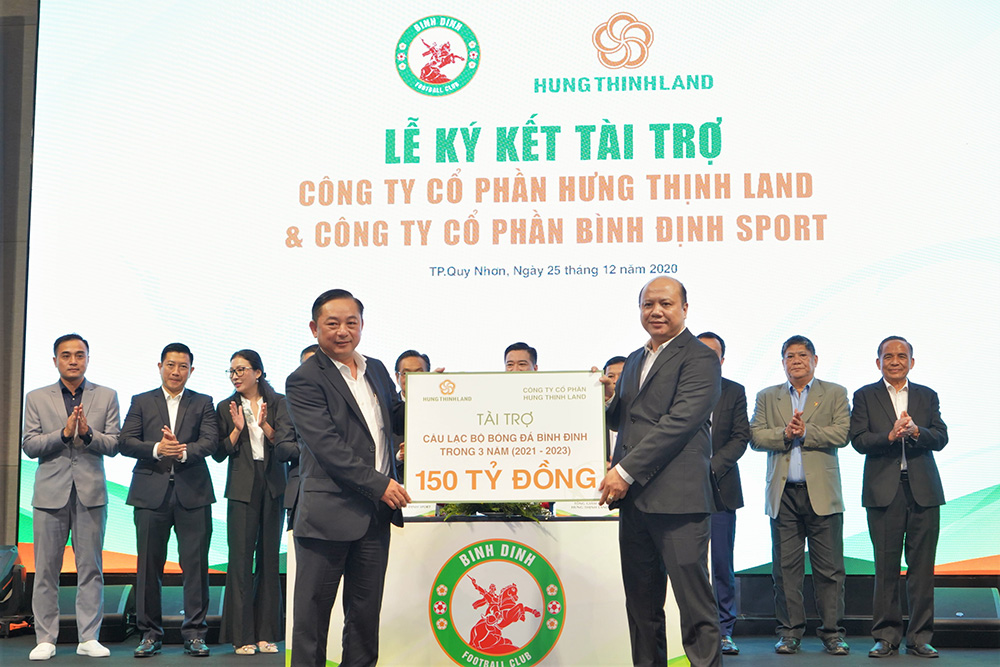 BINH DINH
FOOTBALL CLUB
HUNG THINH LAND
LỄ KÝ KẾT TÀI TRỢ
CÔNG TY CỔ PHẦN HƯNG THỊNH LAND
& CÔNG TY CỔ PHẦN BÌNH ĐỊNH SPORT
TP.Quy Nhơn, Ngày 25 tháng 12 năm 2020
HUNG THINH LAND
CÔNG TY CỔ PHẦN
HƯNG THỊNH LAND
TÀI TRỢ
CÂU LẠC BỘ BÓNG ĐÁ BÌNH ĐỊNH
TRONG 3 NĂM (2021 - 2023)
150 TỶ ĐỒNG
BINH DINH
FOOTBALL CLUB